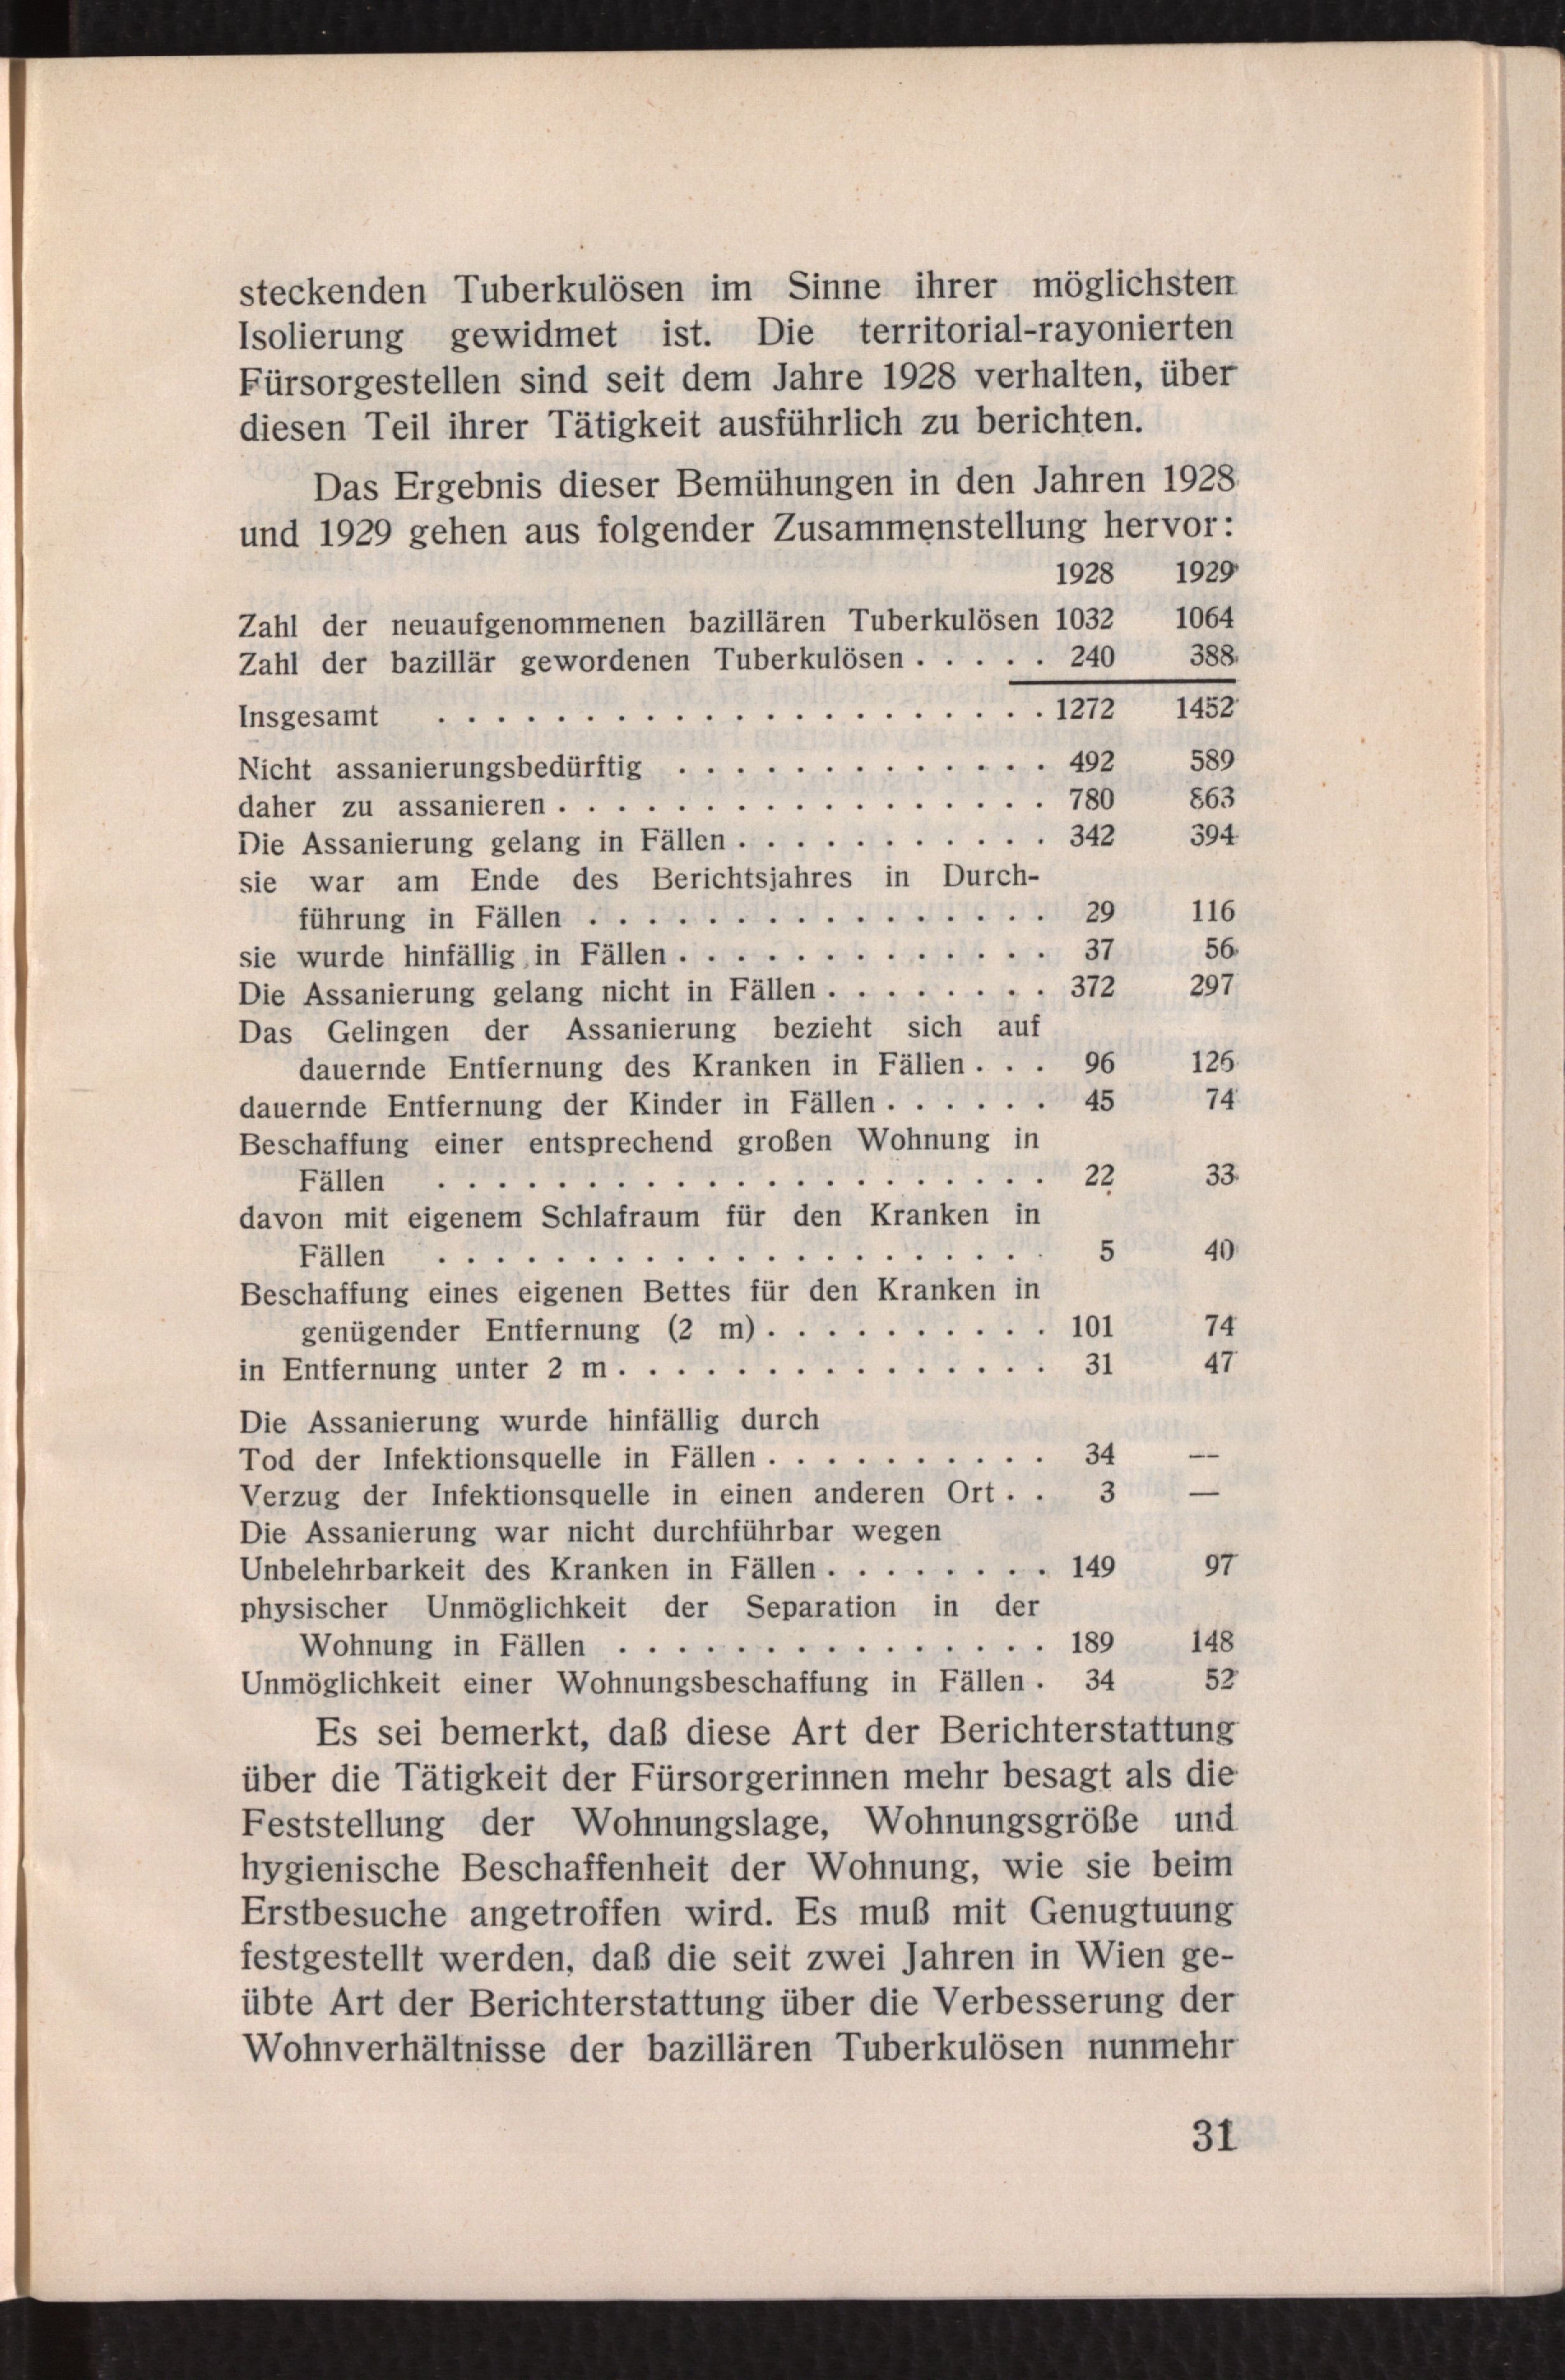 steckenden Tuberkulösen im Sinne ihrer möglichsten
Isolierung gewidmet ist. Die territorial-rayonierten
Fürsorgestellen sind seit dem Jahre 1928 verhalten, über
diesen Teil ihrer Tätigkeit ausführlich zu berichten.
Das Ergebnis dieser Bemühungen in den Jahren 1928
und 1929 gehen aus folgender Zusammenstellung hervor:
1928 1929
Zahl der neuaufgenommenen bazillären Tuberkulösen 1032 1064
Zahl der bazillär gewordenen Tuberkulösen . . . . . 240 388
Insgesamt . . . . . . . . . . . . . . . . . . . . . 1272 1452
Nicht assanierungsbedürftig . . . . . . . . . . . . . 492 589
daher zu assanieren . . . . . . . . . . . . . . . . . 780 863
Die Assanierung gelang in Fällen . . . . . . . . . . . 342 394
sie war am Ende des Berichtsjahres in Durch-
führung in Fällen . . . . . . . . . . . . . . . . 29 116
sie wurde hinfällig in Fällen . . . . . . . . . . . . . 37 56
Die Assanierung gelang nicht in Fällen . . . . . . . . 372 297
Das Gelingen der Assanierung bezieht sich auf
dauernde Entfernung des Kranken in Fällen . . . 96 126
dauernde Entfernung der Kinder in Fällen . . . . . . 45 74
Beschaffung einer entsprechend großen Wohnung in
Fällen . . . . . . . . . . . . . . . . . . . . . 22 33
davon mit eigenem Schlafraum für den Kranken in
Fällen . . . . . . . . . . . . . . . . . . . . . 5 40
Beschaffung eines eigenen Bettes für den Kranken in
genügender Entfernung (2 m) . . . . . . . . . . 101 74
in Entfernung unter 2 m . . . . . . . . . . . . . . . 31 47
Die Assanierung wurde hinfällig durch
Tod der Infektionsquelle in Fällen . . . . . . . . . . 34 —
Verzug der Infektionsquelle in einen anderen Ort . . 3 —
Die Assanierung war nicht durchführbar wegen
Unbelehrbarkeit des Kranken in Fällen . . . . . . . . 149 97
physischer Unmöglichkeit der Separation in der
Wohnung in Fällen . . . . . . . . . . . . . . . 189 148
Unmöglichkeit einer Wohnungsbeschaffung in Fällen . 34 52
Es sei bemerkt, daß diese Art der Berichterstattung
über die Tätigkeit der Fürsorgerinnen mehr besagt als die
Feststellung der Wohnungslage, Wohnungsgröße und
hygienische Beschaffenheit der Wohnung, wie sie beim
Erstbesuche angetroffen wird. Es muß mit Genugtuung
festgestellt werden, daß die seit zwei Jahren in Wien ge-
übte Art der Berichterstattung über die Verbesserung der
Wohnverhältnisse der bazillären Tuberkulösen nunmehr
31